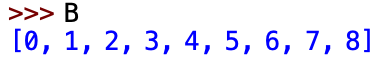 >>> B
[0, 1, 2, 3, 4, 5, 6, 7, 8]